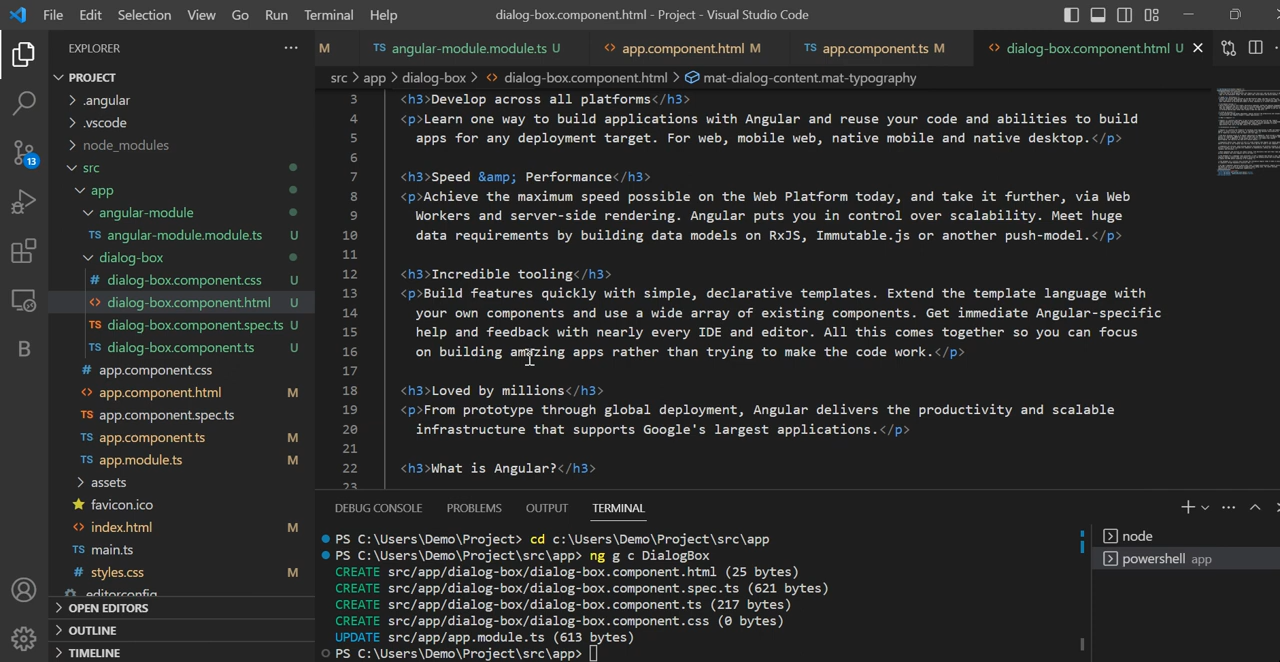 File Edit Selection View Go Run Terminal Help dialog-box.component.html - Project - Visual Studio Code
EXPLORER
PROJECT
.angular
.vscode
node_modules
src
app
angular-module
TS angular-module.module.ts U
dialog-box
# dialog-box.component.css U
<> dialog-box.component.html U
TS dialog-box.component.spec.ts U
TS dialog-box.component.ts U
# app.component.css
<> app.component.html M
TS app.component.spec.ts
TS app.component.ts M
TS app.module.ts M
assets
favicon.ico
<> index.html M
TS main.ts
# styles.css M
.editorconfig
OPEN EDITORS
OUTLINE
TIMELINE
13
B
M TS angular-module.module.ts U <> app.component.html M TS app.component.ts M <> dialog-box.component.html U
src > app > dialog-box > <> dialog-box.component.html > mat-dialog-content.mat-typography
3 <h3>Develop across all platforms</h3>
4 <p>Learn one way to build applications with Angular and reuse your code and abilities to build
5 apps for any deployment target. For web, mobile web, native mobile and native desktop.</p>
6
7 <h3>Speed &amp; Performance</h3>
8 <p>Achieve the maximum speed possible on the Web Platform today, and take it further, via Web
9 Workers and server-side rendering. Angular puts you in control over scalability. Meet huge
10 data requirements by building data models on RxJS, Immutable.js or another push-model.</p>
11
12 <h3>Incredible tooling</h3>
13 <p>Build features quickly with simple, declarative templates. Extend the template language with
14 your own components and use a wide array of existing components. Get immediate Angular-specific
15 help and feedback with nearly every IDE and editor. All this comes together so you can focus
16 on building amazing apps rather than trying to make the code work.</p>
17
18 <h3>Loved by millions</h3>
19 <p>From prototype through global deployment, Angular delivers the productivity and scalable
20 infrastructure that supports Google's largest applications.</p>
21
22 <h3>What is Angular?</h3>
23
DEBUG CONSOLE PROBLEMS OUTPUT TERMINAL
PS C:\Users\Demo\Project> cd c:\Users\Demo\Project\src\app
PS C:\Users\Demo\Project\src\app> ng g c DialogBox
CREATE src/app/dialog-box/dialog-box.component.html (25 bytes)
CREATE src/app/dialog-box/dialog-box.component.spec.ts (621 bytes)
CREATE src/app/dialog-box/dialog-box.component.ts (217 bytes)
CREATE src/app/dialog-box/dialog-box.component.css (0 bytes)
UPDATE src/app/app.module.ts (613 bytes)
PS C:\Users\Demo\Project\src\app>
node
powershell app